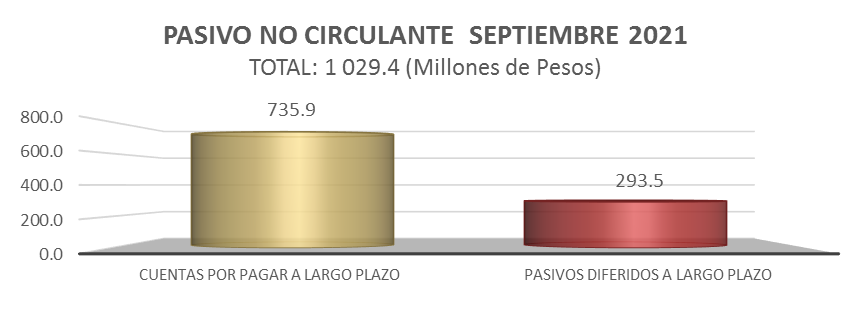 PASIVO NO CIRCULANTE SEPTIEMBRE 2021
TOTAL: 1 029.4 (Millones de Pesos)
735.9
293.5
800.0
600.0
400.0
200.0
0.0
CUENTAS POR PAGAR A LARGO PLAZO
PASIVOS DIFERIDOS A LARGO PLAZO